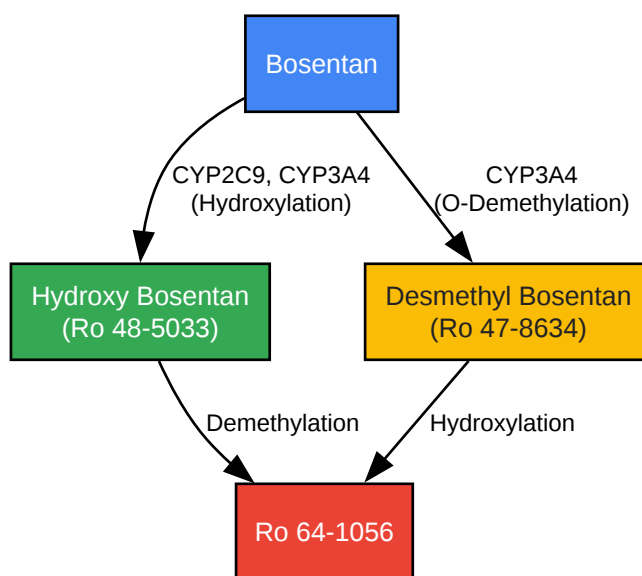 Bosentan
CYP2C9, CYP3A4
(Hydroxylation)
CYP3A4
(O-Demethylation)
Hydroxy Bosentan
(Ro 48-5033)
Desmethyl Bosentan
(Ro 47-8634)
Demethylation
Hydroxylation
Ro 64-1056